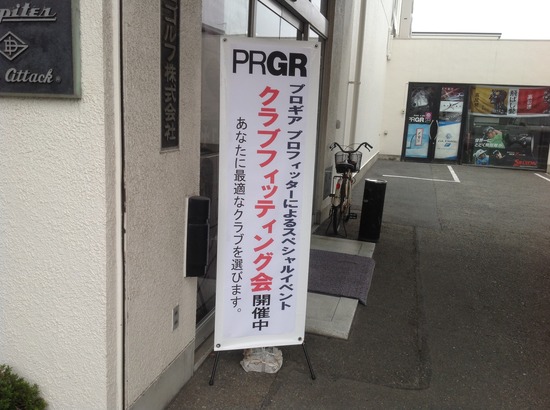 piter
Attack®
ゴルフ株式会社
PRGR
プロギア プロフィッターによるスペシャルイベント
クラブフィッティング会開催中
あなたに最適なクラブを選びます。
PRGR